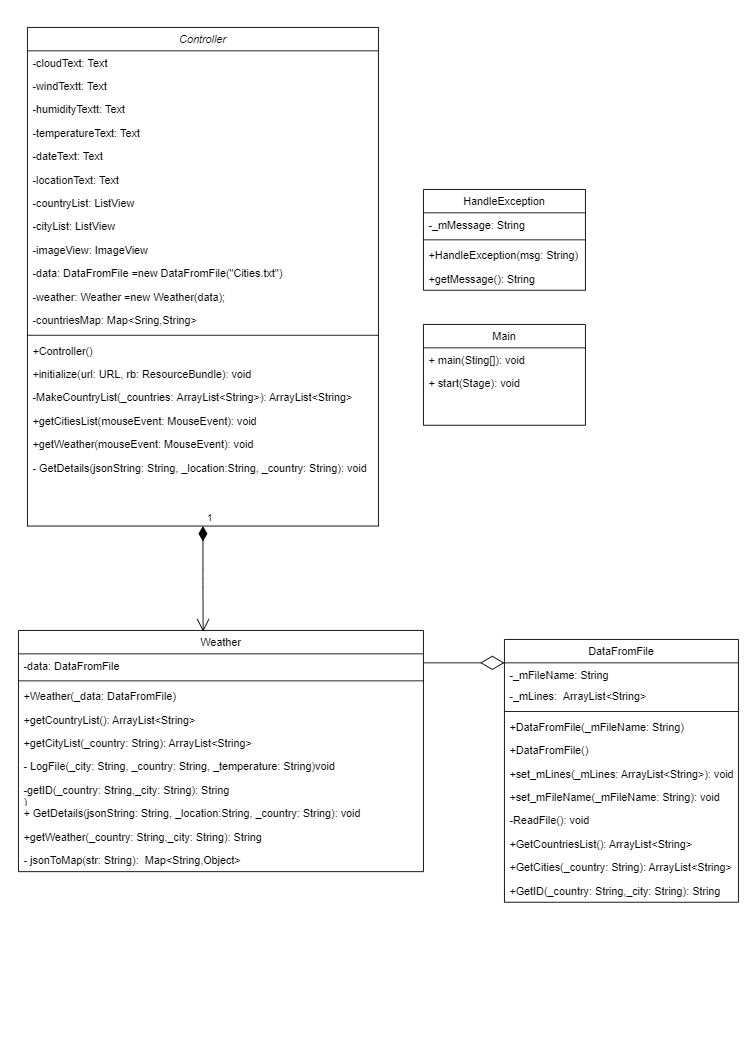 Controller
-cloudText: Text
-windTextt: Text
-humidityTextt: Text
-temperatureText: Text
-dateText: Text
-locationText: Text
-countryList: ListView
-cityList: ListView
-imageView: ImageView
-data: DataFromFile =new DataFromFile("Cities.txt")
-weather: Weather =new Weather(data);
-countriesMap: Map<Sring,String>
+Controller()
+initialize(url: URL, rb: ResourceBundle): void
-MakeCountryList(_countries: ArrayList<String>): ArrayList<String>
+getCitiesList(mouseEvent: MouseEvent): void
+getWeather(mouseEvent: MouseEvent): void
- GetDetails(jsonString: String, _location:String, _country: String): void
1
HandleException
-_mMessage: String
+HandleException(msg: String)
+getMessage(): String
Main
+ main(Sting[]): void
+ start(Stage): void
Weather
-data: DataFromFile
+Weather(_data: DataFromFile)
+getCountryList(): ArrayList<String>
+getCityList(_country: String): ArrayList<String>
- LogFile(_city: String, _country: String, _temperature: String)void
-getID(_country: String,_city: String): String
)
+ GetDetails(jsonString: String, _location:String, _country: String): void
+getWeather(_country: String,_city: String): String
- jsonToMap(str: String):  Map<String,Object>
DataFromFile
-_mFileName: String
-_mLines:  ArrayList<String>
+DataFromFile(_mFileName: String)
+DataFromFile()
+set_mLines(_mLines: ArrayList<String>): void
+set_mFileName(_mFileName: String): void
-ReadFile(): void
+GetCountriesList(): ArrayList<String>
+GetCities(_country: String): ArrayList<String>
+GetID(_country: String,_city: String): String